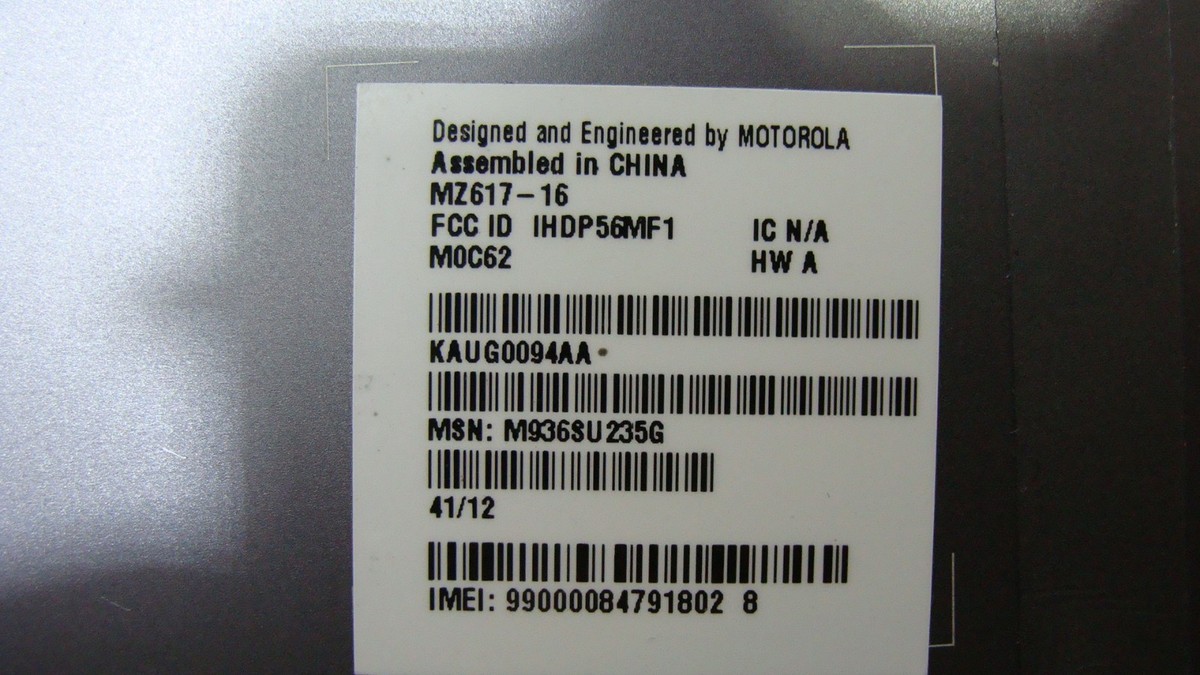 Designed and Engineered by MOTOROLA
Assembled in CHINA
MZ617-16
FCC ID IHDP56MF1 IC N/A
M0C62 HW A
KAUG0094AA
MSN: M936SU235G
41/12
IMEI: 99000084791802 8